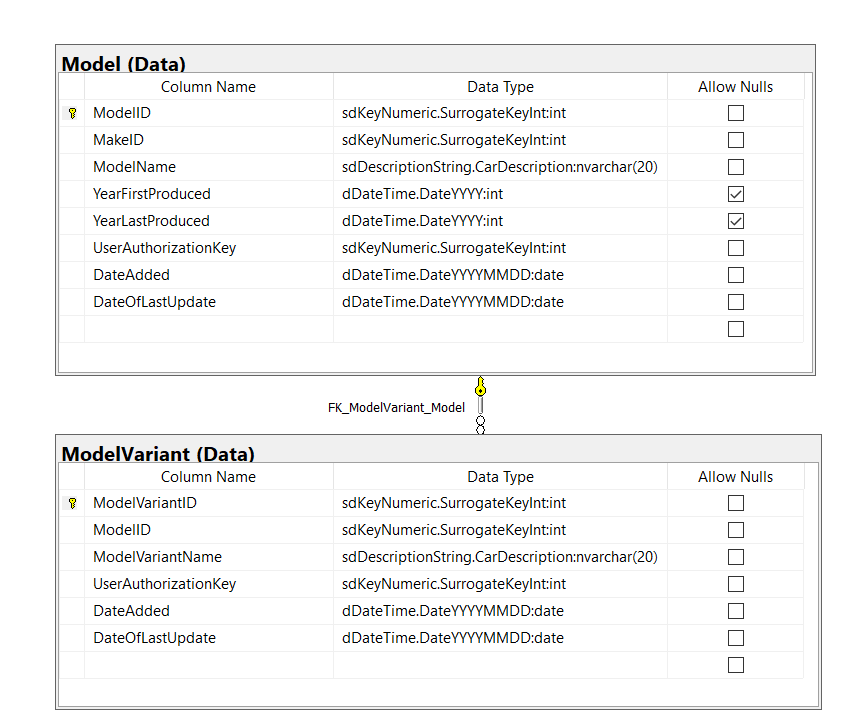 Model (Data)
Column Name Data Type Allow Nulls
ModelID sdKeyNumeric.SurrogateKeyInt:int
MakeID sdKeyNumeric.SurrogateKeyInt:int
ModelName sdDescriptionString.CarDescription:nvarchar(20)
YearFirstProduced dDateTime.DateYYYY:int
YearLastProduced dDateTime.DateYYYY:int
UserAuthorizationKey sdKeyNumeric.SurrogateKeyInt:int
DateAdded dDateTime.DateYYYYMMDD:date
DateOfLastUpdate dDateTime.DateYYYYMMDD:date
FK_ModelVariant_Model
ModelVariant (Data)
Column Name Data Type Allow Nulls
ModelVariantID sdKeyNumeric.SurrogateKeyInt:int
ModelID sdKeyNumeric.SurrogateKeyInt:int
ModelVariantName sdDescriptionString.CarDescription:nvarchar(20)
UserAuthorizationKey sdKeyNumeric.SurrogateKeyInt:int
DateAdded dDateTime.DateYYYYMMDD:date
DateOfLastUpdate dDateTime.DateYYYYMMDD:date